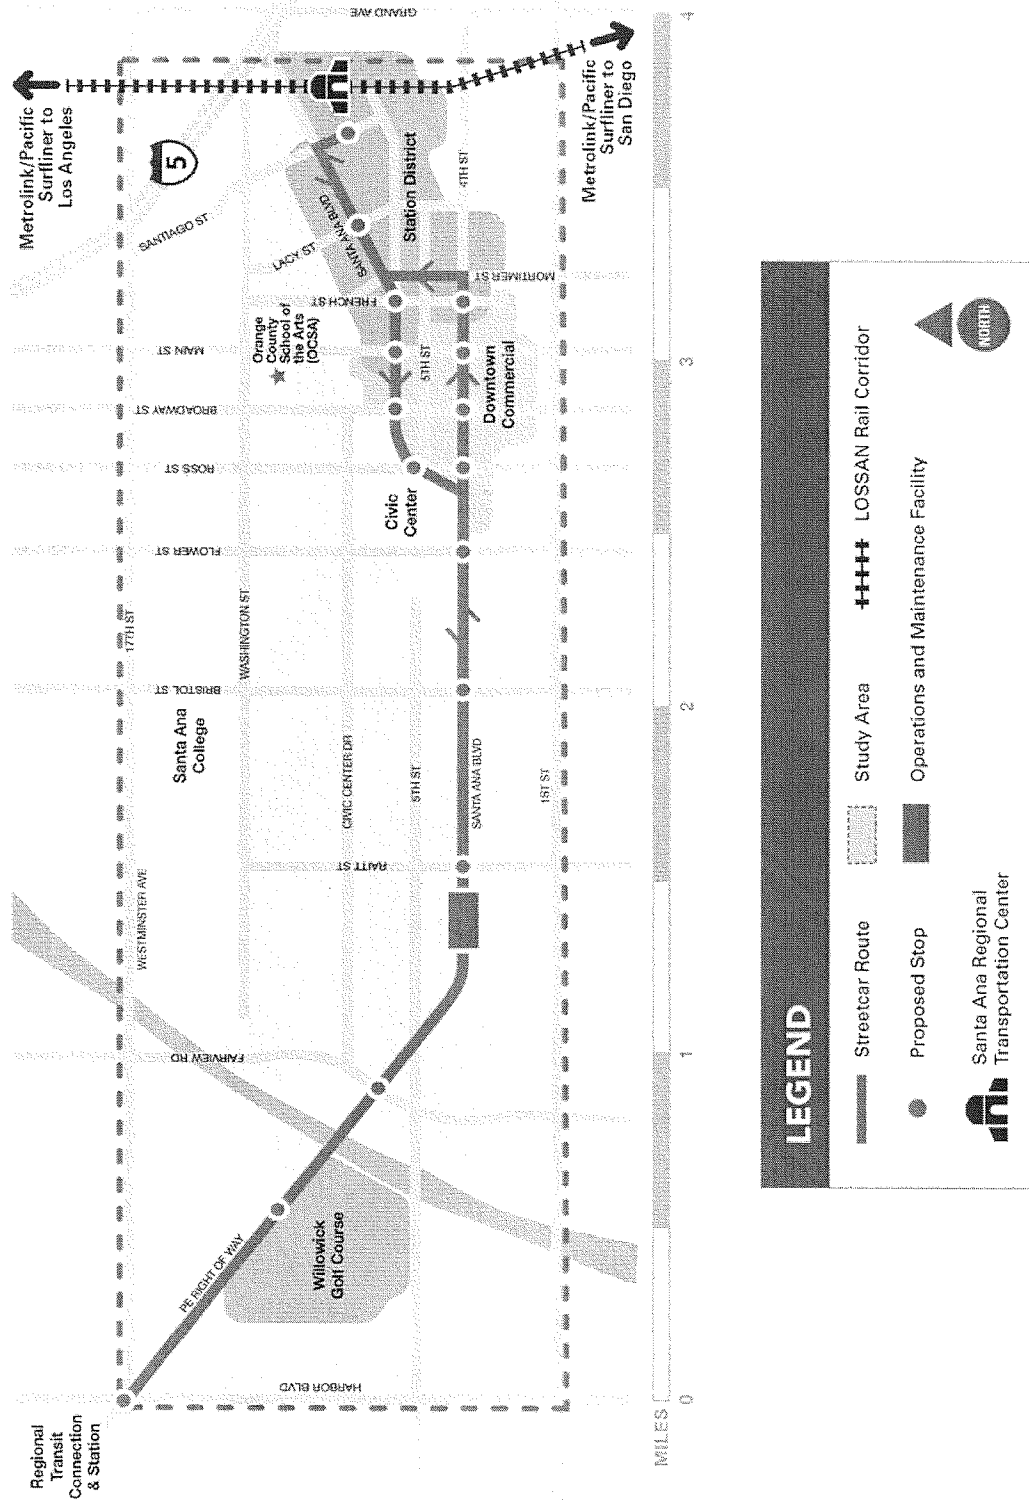 Regional
Transit
Connection
& Station
Metrolink/Pacific
Surfliner to
Los Angeles
WESTMINSTER AVE
17TH ST
5
SANTIAGO ST
Santa Ana
College
PE RIGHT OF WAY
HARBOR BLVD
FAIRVIEW RD
RAITT ST
BRISTOL ST
FLOWER ST
ROSS ST
BROADWAY ST
MAIN ST
FRENCH ST
LACY ST
GRAND AVE
WASHINGTON ST
Orange
County
School of
the Arts
(OCSA)
SANTA ANA BLVD
Willowick
Golf Course
CIVIC CENTER DR
Civic
Center
Station District
5TH ST
5TH ST
4TH ST
SANTA ANA BLVD
Downtown
Commercial
MORTIMER ST
1ST ST
Metrolink/Pacific
Surfliner to
San Diego
MILES
0
1
2
3
4
LEGEND
Streetcar Route
Study Area
LOSSAN Rail Corridor
Proposed Stop
Operations and Maintenance Facility
Santa Ana Regional
Transportation Center
NORTH